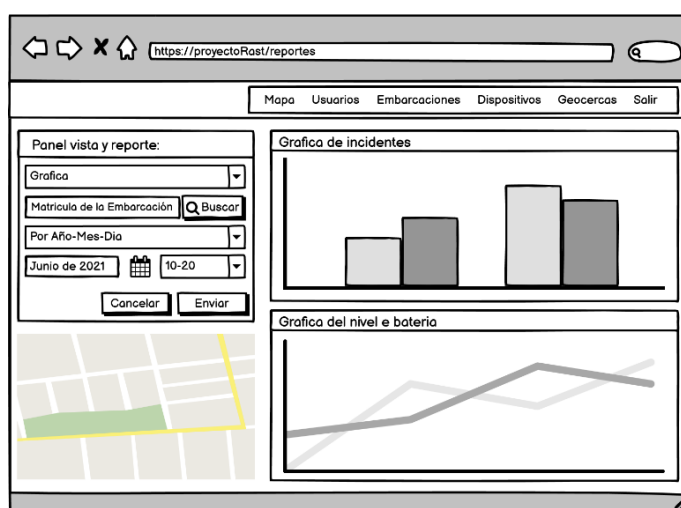 https://proyectoRast/reportes
Mapa Usuarios Embarcaciones Dispositivos Geocercas Salir
Panel vista y reporte:
Grafica
Matricula de la Embarcación Buscar
Por Año-Mes-Dia
Junio de 2021 10-20
Cancelar Enviar
Grafica de incidentes
Grafica del nivel e bateria